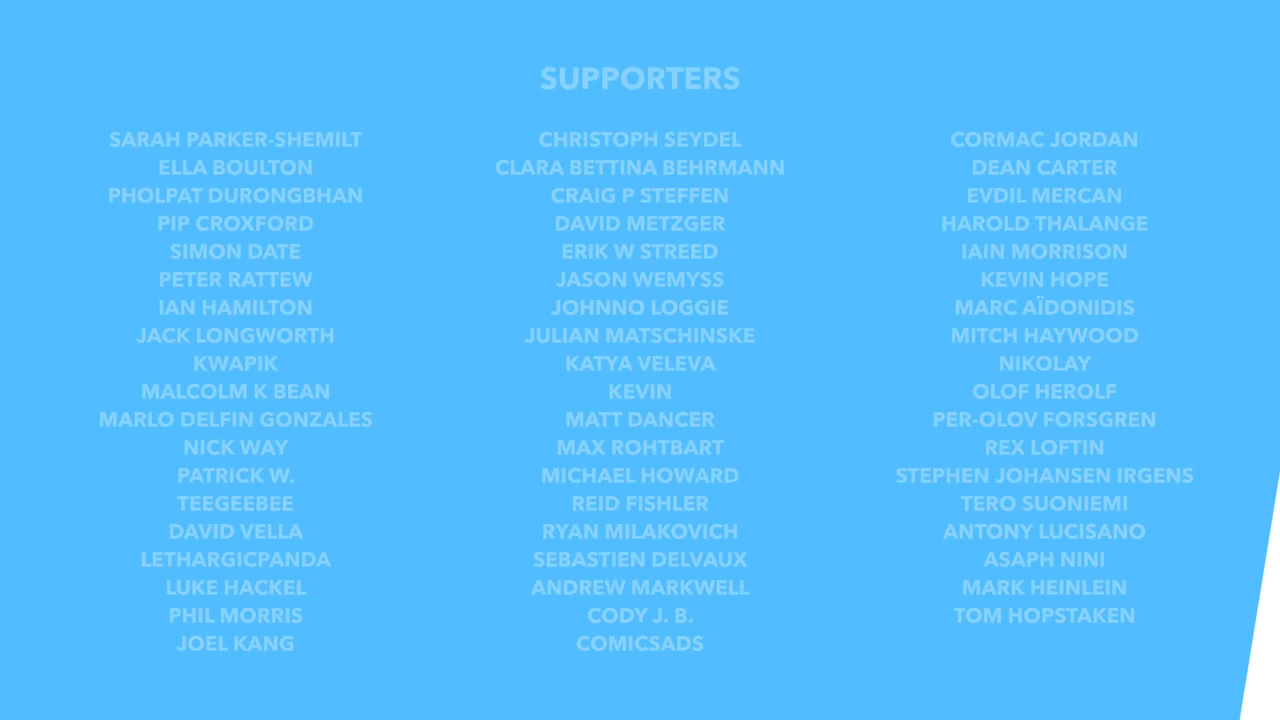 SUPPORTERS
SARAH PARKER-SHEMILT
ELLA BOULTON
PHOLPAT DURONGBHAN
PIP CROXFORD
SIMON DATE
PETER RATTEW
IAN HAMILTON
JACK LONGWORTH
KWAPIK
MALCOLM K BEAN
MARLO DELFIN GONZALES
NICK WAY
PATRICK W.
TEEGEEBEE
DAVID VELLA
LETHARGICPANDA
LUKE HACKEL
PHIL MORRIS
JOEL KANG
CHRISTOPH SEYDEL
CLARA BETTINA BEHRMANN
CRAIG P STEFFEN
DAVID METZGER
ERIK W STREED
JASON WEMYSS
JOHNNO LOGGIE
JULIAN MATSCHINSKE
KATYA VELEVA
KEVIN
MATT DANCER
MAX ROHTBART
MICHAEL HOWARD
REID FISHLER
RYAN MILAKOVICH
SEBASTIEN DELVAUX
ANDREW MARKWELL
CODY J. B.
COMICSADS
CORMAC JORDAN
DEAN CARTER
EVDIL MERCAN
HAROLD THALANGE
IAIN MORRISON
KEVIN HOPE
MARC AÏDONIDIS
MITCH HAYWOOD
NIKOLAY
OLOF HEROLF
PER-OLOV FORSGREN
REX LOFTIN
STEPHEN JOHANSEN IRGENS
TERO SUONIEMI
ANTONY LUCISANO
ASAPH NINI
MARK HEINLEIN
TOM HOPSTAKEN